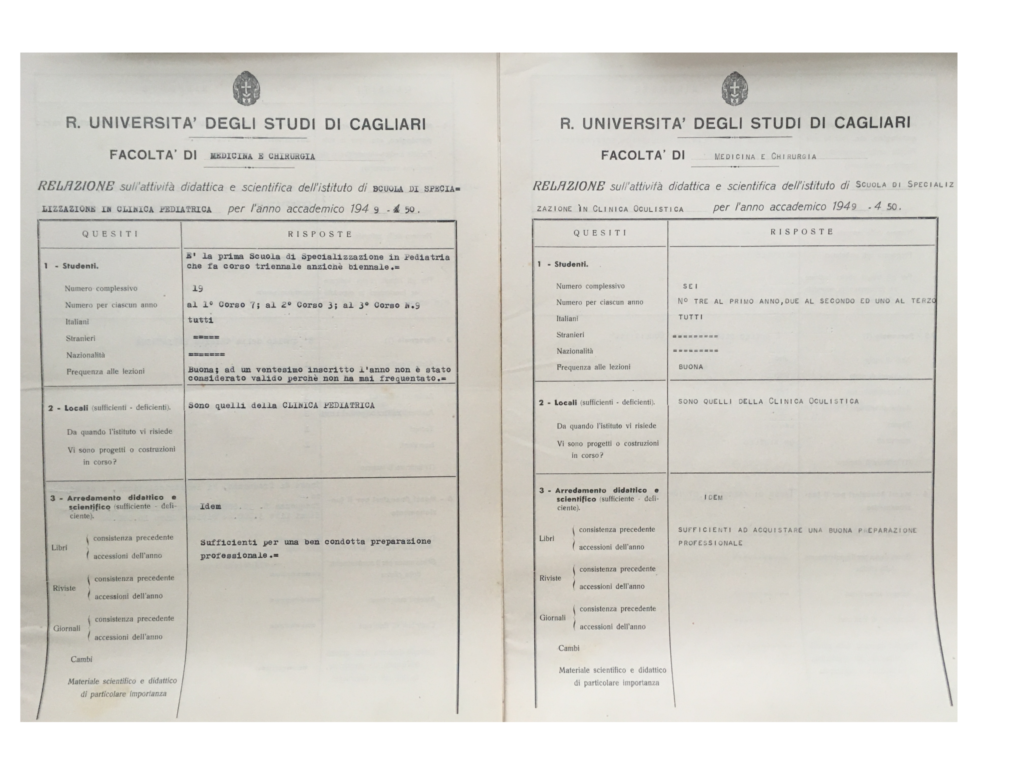 R. UNIVERSITA' DEGLI STUDI DI CAGLIARI
FACOLTA' DI MEDICINA E CHIRURGIA
RELAZIONE sull'attività didattica e scientifica dell'istituto di SCUOLA DI SPECIA=
LIZZAZIONE IN CLINICA PEDIATRICA per l'anno accademico 194 9 - 50.
QUESITI RISPOSTE
E' la prima Scuola di Specializzazione in Pediatria
che fa corso triennale anzichè biennale.=
1 - Studenti.
Numero complessivo 19
Numero per ciascun anno al 1° Corso 7; al 2° Corso 3; al 3° Corso N.9
Italiani tutti
Stranieri =====
Nazionalità =======
Frequenza alle lezioni Buona; ad un ventesimo inscritto l'anno non è stato
considerato valido perchè non ha mai frequentato.=
2 - Locali (sufficienti - deficienti). Sono quelli della CLINICA PEDIATRICA
Da quando l'istituto vi risiede
Vi sono progetti o costruzioni
in corso?
3 - Arredamento didattico e
scientifico (sufficiente - defi-
ciente). Idem
Libri consistenza precedente
accessioni dell'anno
Sufficienti per una ben condotta preparazione
professionale.=
Riviste consistenza precedente
accessioni dell'anno
Giornali consistenza precedente
accessioni dell'anno
Cambi
Materiale scientifico e didattico
di particolare importanza
R. UNIVERSITA' DEGLI STUDI DI CAGLIARI
FACOLTA' DI MEDICINA E CHIRURGIA
RELAZIONE sull'attività didattica e scientifica dell'istituto di SCUOLA DI SPECIALIZ
ZAZIONE IN CLINICA OCULISTICA per l'anno accademico 1949 - 4 50.
QUESITI RISPOSTE
1 - Studenti.
Numero complessivo SEI
Numero per ciascun anno N° TRE AL PRIMO ANNO,DUE AL SECONDO ED UNO AL TERZO
Italiani TUTTI
Stranieri =========
Nazionalità =========
Frequenza alle lezioni BUONA
2 - Locali (sufficienti - deficienti). SONO QUELLI DELLA CLINICA OCULISTICA
Da quando l'istituto vi risiede
Vi sono progetti o costruzioni
in corso?
3 - Arredamento didattico e
scientifico (sufficiente - defi-
ciente). IDEM
Libri consistenza precedente
accessioni dell'anno
SUFFICIENTI AD ACQUISTARE UNA BUONA PREPARAZIONE
PROFESSIONALE
Riviste consistenza precedente
accessioni dell'anno
Giornali consistenza precedente
accessioni dell'anno
Cambi
Materiale scientifico e didattico
di particolare importanza